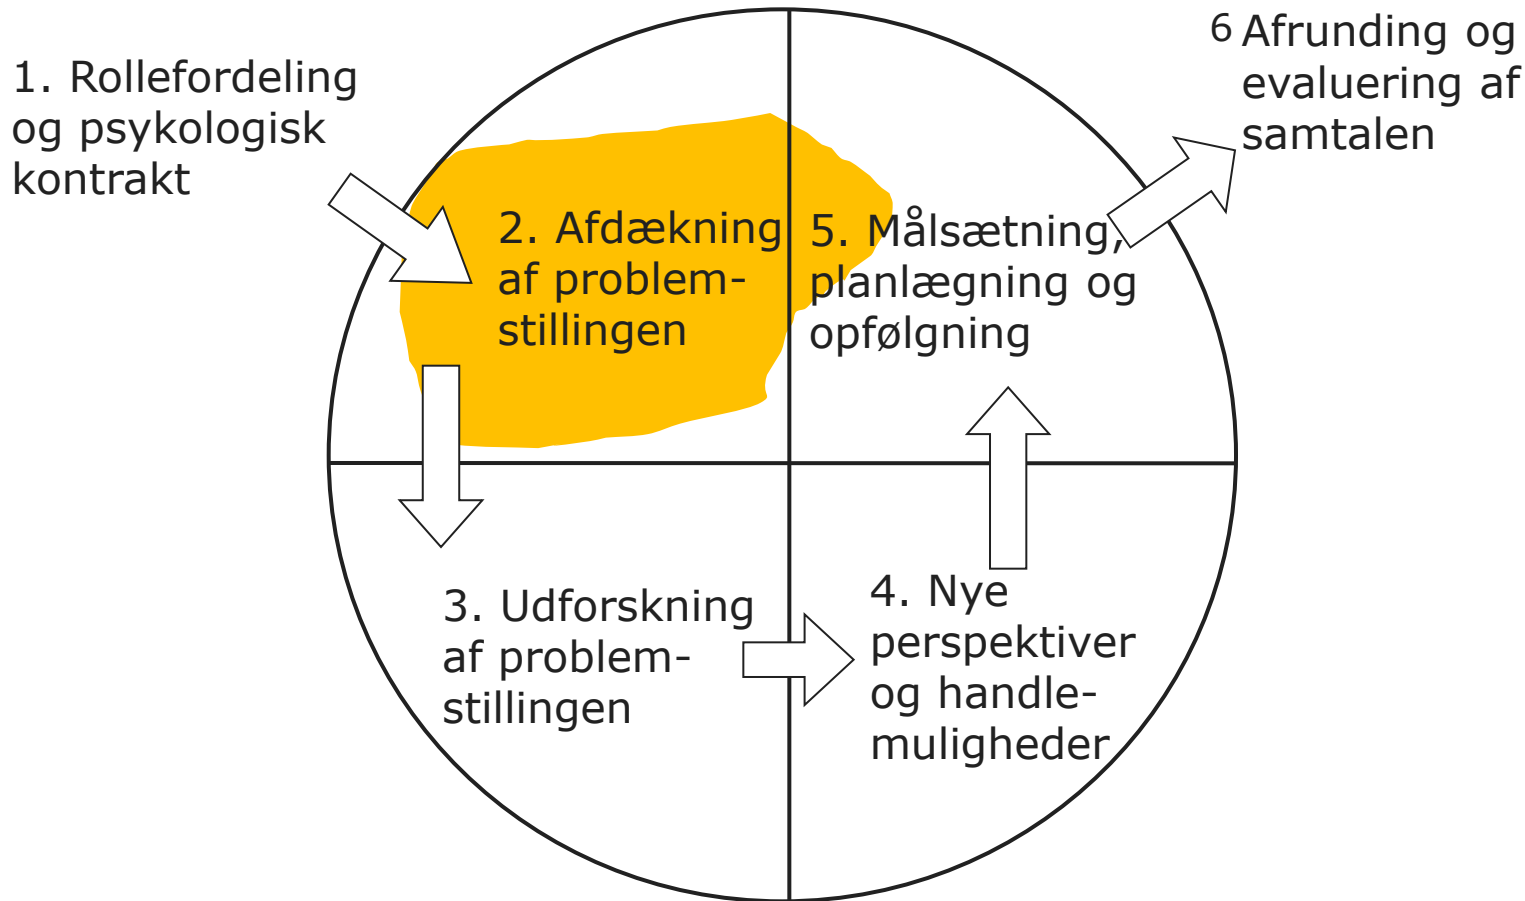 1. Rollefordeling
og psykologisk
kontrakt
2. Afdækning
af problem-
stillingen
3. Udforskning
af problem-
stillingen
4. Nye
perspektiver
og handle-
muligheder
5. Målsætning,
planlægning og
opfølgning
6 Afrunding og
evaluering af
samtalen